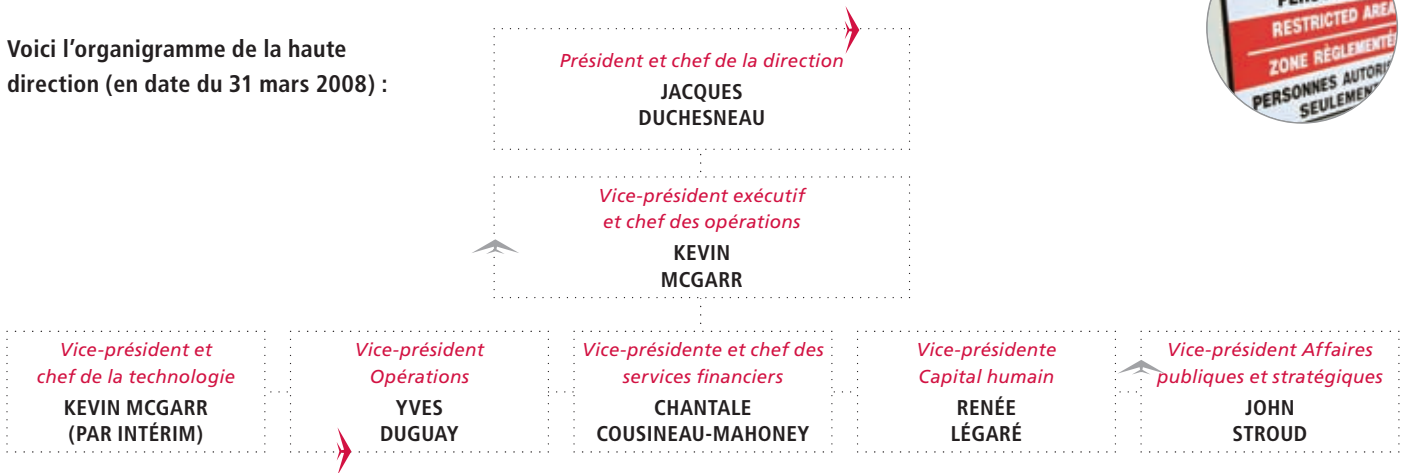 Voici l'organigramme de la haute
direction (en date du 31 mars 2008) :
Président et chef de la direction
JACQUES
DUCHESNEAU
RESTRICTED AREA
ZONE RÉGLEMENTÉE
PERSONNES AUTORIS
SEULEMENT
Vice-président exécutif
et chef des opérations
KEVIN
MCGARR
Vice-président et
chef de la technologie
KEVIN MCGARR
(PAR INTÉRIM)
Vice-président
Opérations
YVES
DUGUAY
Vice-présidente et chef des
services financiers
CHANTALE
COUSINEAU-MAHONEY
Vice-présidente
Capital humain
RENÉE
LÉGARÉ
Vice-président Affaires
publiques et stratégiques
JOHN
STROUD